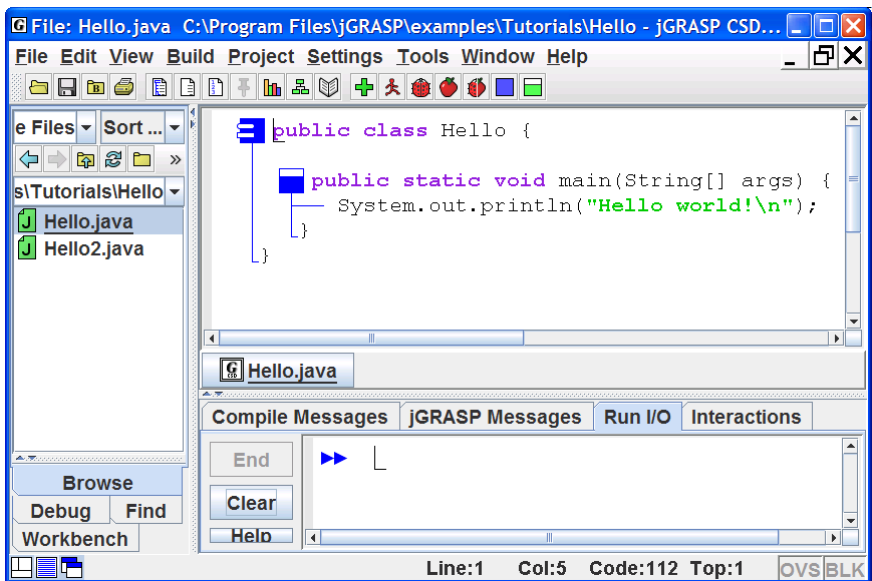 File: Hello.java  C:\Program Files\jGRASP\examples\Tutorials\Hello - jGRASP CSD...
File Edit View Build Project Settings Tools Window Help
e Files Sort ...
s\Tutorials\Hello
Hello.java
Hello2.java
Browse
Debug Find
Workbench
public class Hello {
public static void main(String[] args) {
System.out.println("Hello world!\n");
}
}
Hello.java
Compile Messages jGRASP Messages Run I/O Interactions
End
Clear
Help
Line:1 Col:5 Code:112 Top:1 OVS BLK